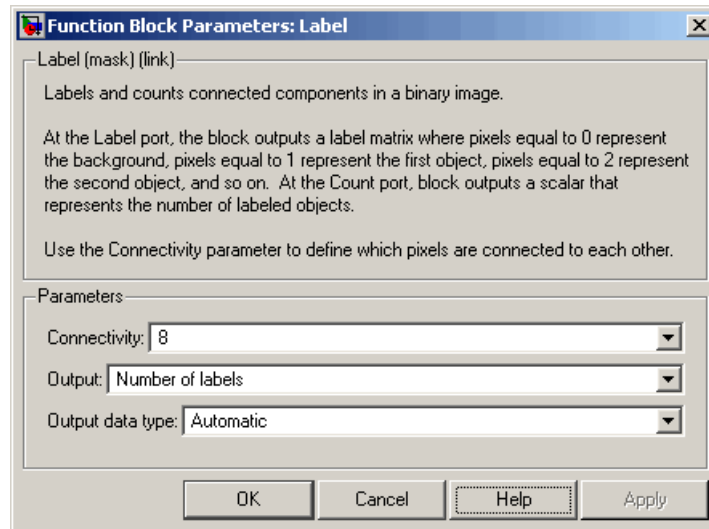 Function Block Parameters: Label
Label (mask) (link)
Labels and counts connected components in a binary image.
At the Label port, the block outputs a label matrix where pixels equal to 0 represent
the background, pixels equal to 1 represent the first object, pixels equal to 2 represent
the second object, and so on.  At the Count port, block outputs a scalar that
represents the number of labeled objects.
Use the Connectivity parameter to define which pixels are connected to each other.
Parameters
Connectivity: 8
Output: Number of labels
Output data type: Automatic
OK Cancel Help Apply